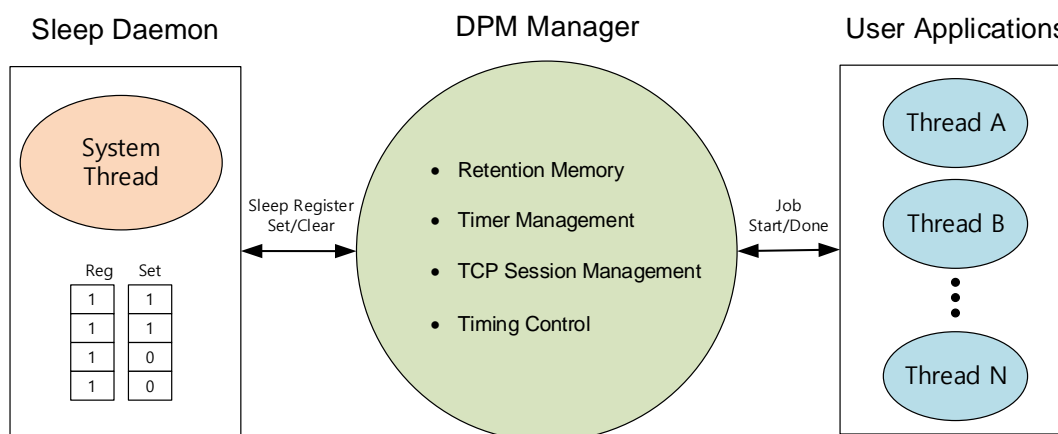 Sleep Daemon
DPM Manager
User Applications
System
Thread
Reg
Set
1
1
1
1
1
0
1
0
Sleep Register
Set/Clear
• Retention Memory
• Timer Management
• TCP Session Management
• Timing Control
Job
Start/Done
Thread A
Thread B
Thread N